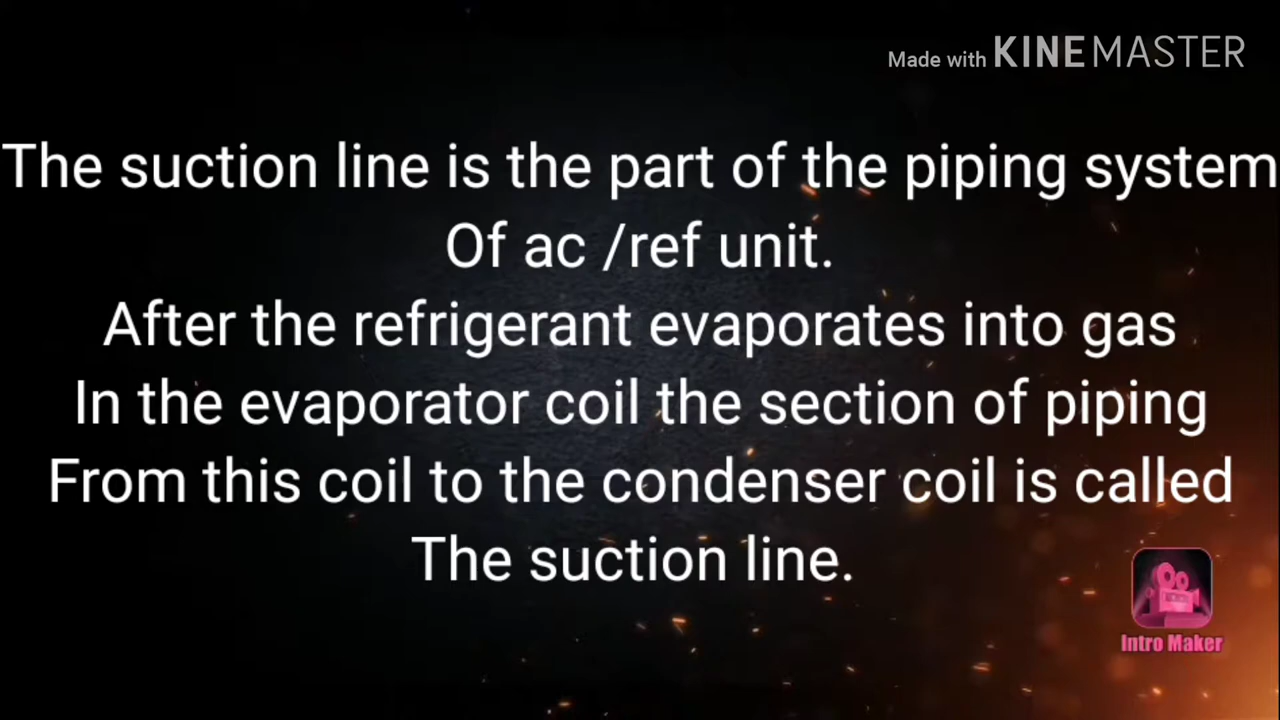 Made with KINEMASTER
The suction line is the part of the piping system
Of ac /ref unit.
After the refrigerant evaporates into gas
In the evaporator coil the section of piping
From this coil to the condenser coil is called
The suction line.
Intro Maker